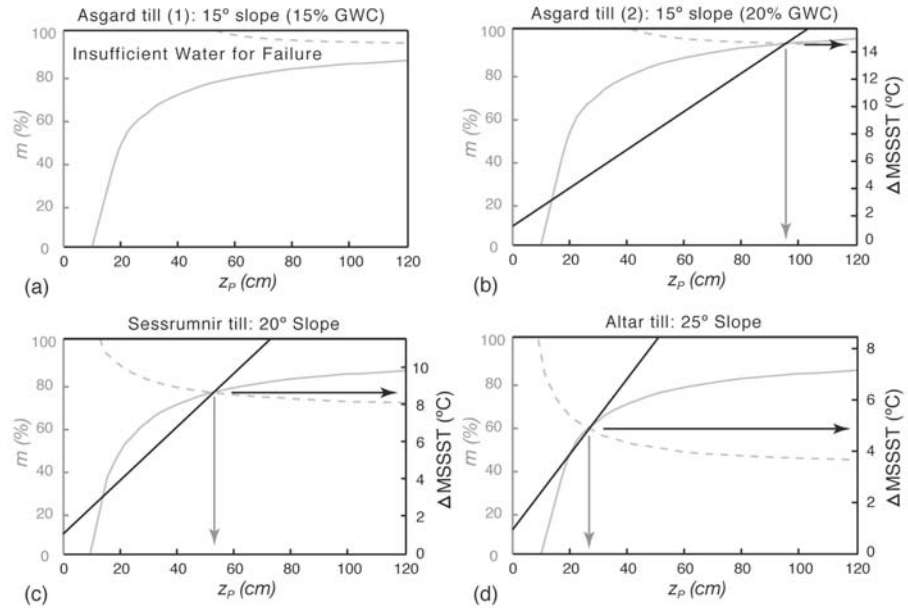 Asgard till (1): 15º slope (15% GWC)
100
80
60
40
20
0
m (%)
Insufficient Water for Failure
0 20 40 60 80 100 120
z_P (cm)
(a)
Asgard till (2): 15º slope (20% GWC)
100
80
60
40
20
0
m (%)
14
12
10
8
6
4
2
0
ΔMSSST (ºC)
0 20 40 60 80 100 120
z_P (cm)
(b)
Sessrumnir till: 20º Slope
100
80
60
40
20
0
m (%)
10
8
6
4
2
0
ΔMSSST (ºC)
0 20 40 60 80 100 120
z_P (cm)
(c)
Altar till: 25º Slope
100
80
60
40
20
0
m (%)
8
6
4
2
0
ΔMSSST (ºC)
0 20 40 60 80 100 120
z_P (cm)
(d)